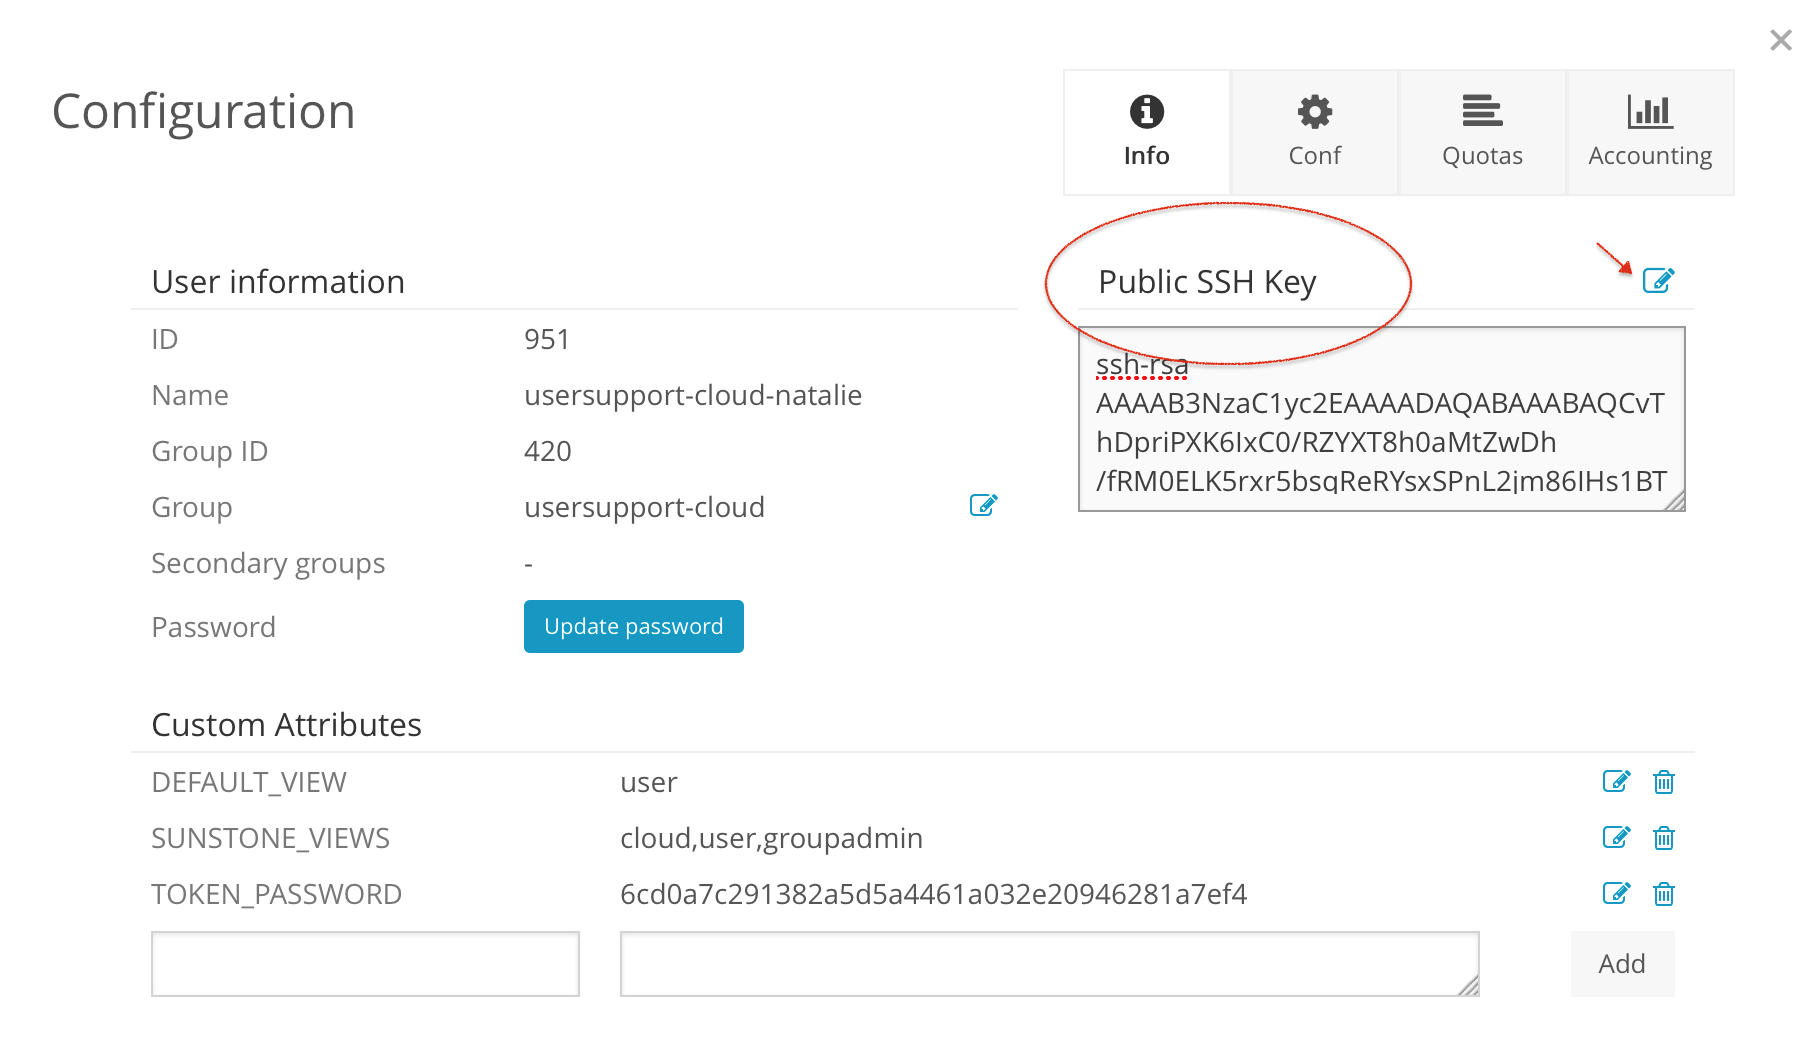 Configuration
Info
Conf
Quotas
Accounting
User information
ID 951
Name usersupport-cloud-natalie
Group ID 420
Group usersupport-cloud
Secondary groups -
Password Update password
Public SSH Key
ssh-rsa
AAAAB3NzaC1yc2EAAAADAQABAAABAQCvT
hDpriPXK6IxC0/RZYXT8h0aMtZwDh
/fRM0ELK5rxr5bsqReRYsxSPnL2jm86IHs1BT
Custom Attributes
DEFAULT_VIEW user
SUNSTONE_VIEWS cloud,user,groupadmin
TOKEN_PASSWORD 6cd0a7c291382a5d5a4461a032e20946281a7ef4
Add